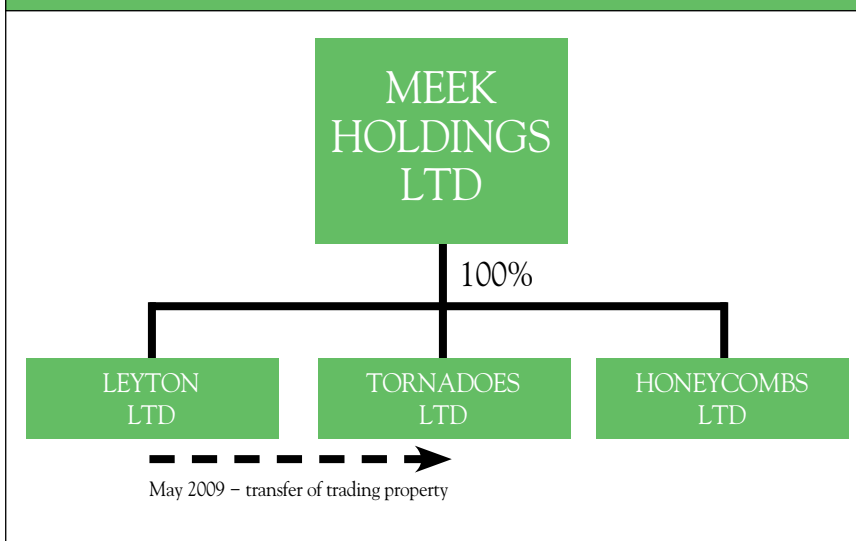 MEEK
HOLDINGS
LTD
100%
LEYTON
LTD
TORNADOES
LTD
HONEYCOMBS
LTD
May 2009 – transfer of trading property